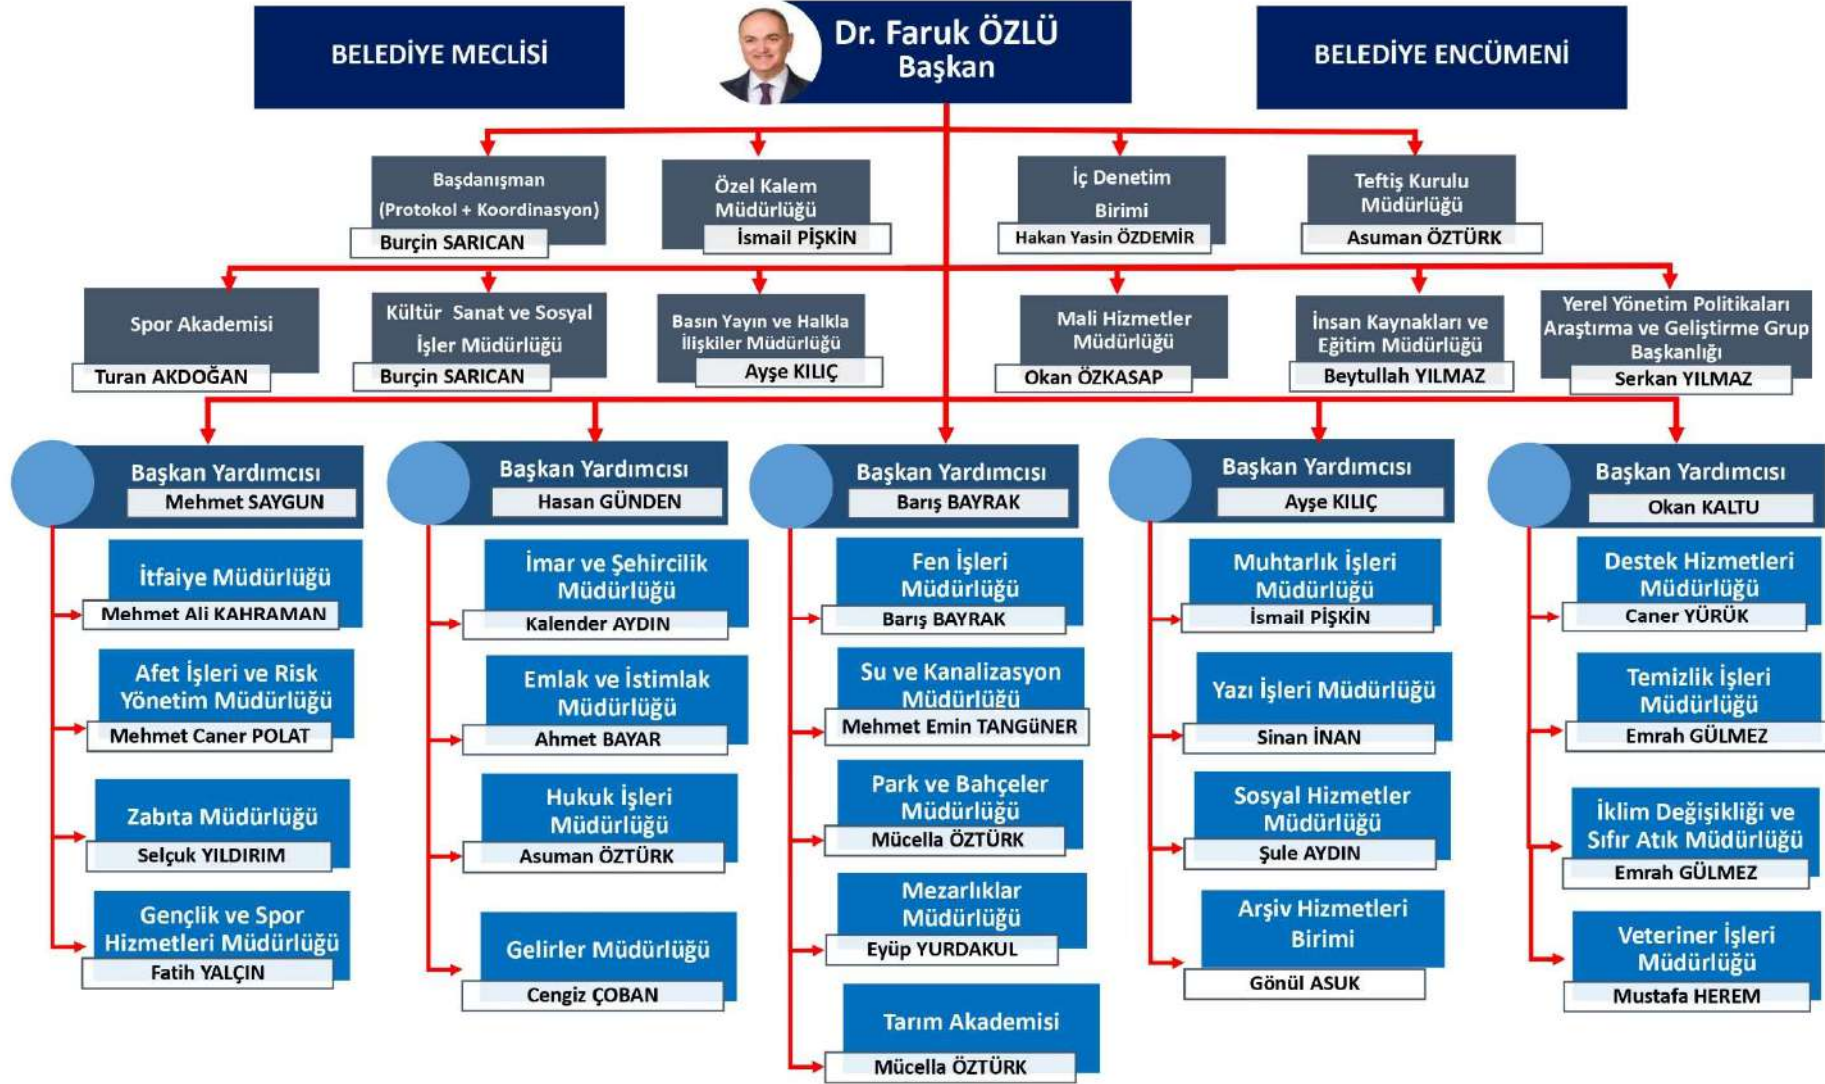 BELEDİYE MECLİSİ
Dr. Faruk ÖZLÜ
Başkan
BELEDİYE ENCÜMENİ
Başdanışman
(Protokol + Koordinasyon)
Burçin SARICAN
Özel Kalem
Müdürlüğü
İsmail PİŞKİN
İç Denetim
Birimi
Hakan Yasin ÖZDEMİR
Teftiş Kurulu
Müdürlüğü
Asuman ÖZTÜRK
Spor Akademisi
Turan AKDOĞAN
Kültür Sanat ve Sosyal
İşler Müdürlüğü
Burçin SARICAN
Basın Yayın ve Halkla
İlişkiler Müdürlüğü
Ayşe KILIÇ
Mali Hizmetler
Müdürlüğü
Okan ÖZKASAP
İnsan Kaynakları ve
Eğitim Müdürlüğü
Beytullah YILMAZ
Yerel Yönetim Politikaları
Araştırma ve Geliştirme Grup
Başkanlığı
Serkan YILMAZ
Başkan Yardımcısı
Mehmet SAYGUN
İtfaiye Müdürlüğü
Mehmet Ali KAHRAMAN
Afet İşleri ve Risk
Yönetim Müdürlüğü
Mehmet Caner POLAT
Zabıta Müdürlüğü
Selçuk YILDIRIM
Gençlik ve Spor
Hizmetleri Müdürlüğü
Fatih YALÇIN
Başkan Yardımcısı
Hasan GÜNDEN
İmar ve Şehircilik
Müdürlüğü
Kalender AYDIN
Emlak ve İstimlak
Müdürlüğü
Ahmet BAYAR
Hukuk İşleri
Müdürlüğü
Asuman ÖZTÜRK
Gelirler Müdürlüğü
Cengiz ÇOBAN
Başkan Yardımcısı
Barış BAYRAK
Fen İşleri
Müdürlüğü
Barış BAYRAK
Su ve Kanalizasyon
Müdürlüğü
Mehmet Emin TANGüNER
Park ve Bahçeler
Müdürlüğü
Mücella ÖZTÜRK
Mezarlıklar
Müdürlüğü
Eyüp YURDAKUL
Tarım Akademisi
Mücella ÖZTÜRK
Başkan Yardımcısı
Ayşe KILIÇ
Muhtarlık İşleri
Müdürlüğü
İsmail PİŞKİN
Yazı İşleri Müdürlüğü
Sinan İNAN
Sosyal Hizmetler
Müdürlüğü
Şule AYDIN
Arşiv Hizmetleri
Birimi
Gönül ASUK
Başkan Yardımcısı
Okan KALTU
Destek Hizmetleri
Müdürlüğü
Caner YÜRÜK
Temizlik İşleri
Müdürlüğü
Emrah GÜLMEZ
İklim Değişikliği ve
Sıfır Atık Müdürlüğü
Emrah GÜLMEZ
Veteriner İşleri
Müdürlüğü
Mustafa HEREM